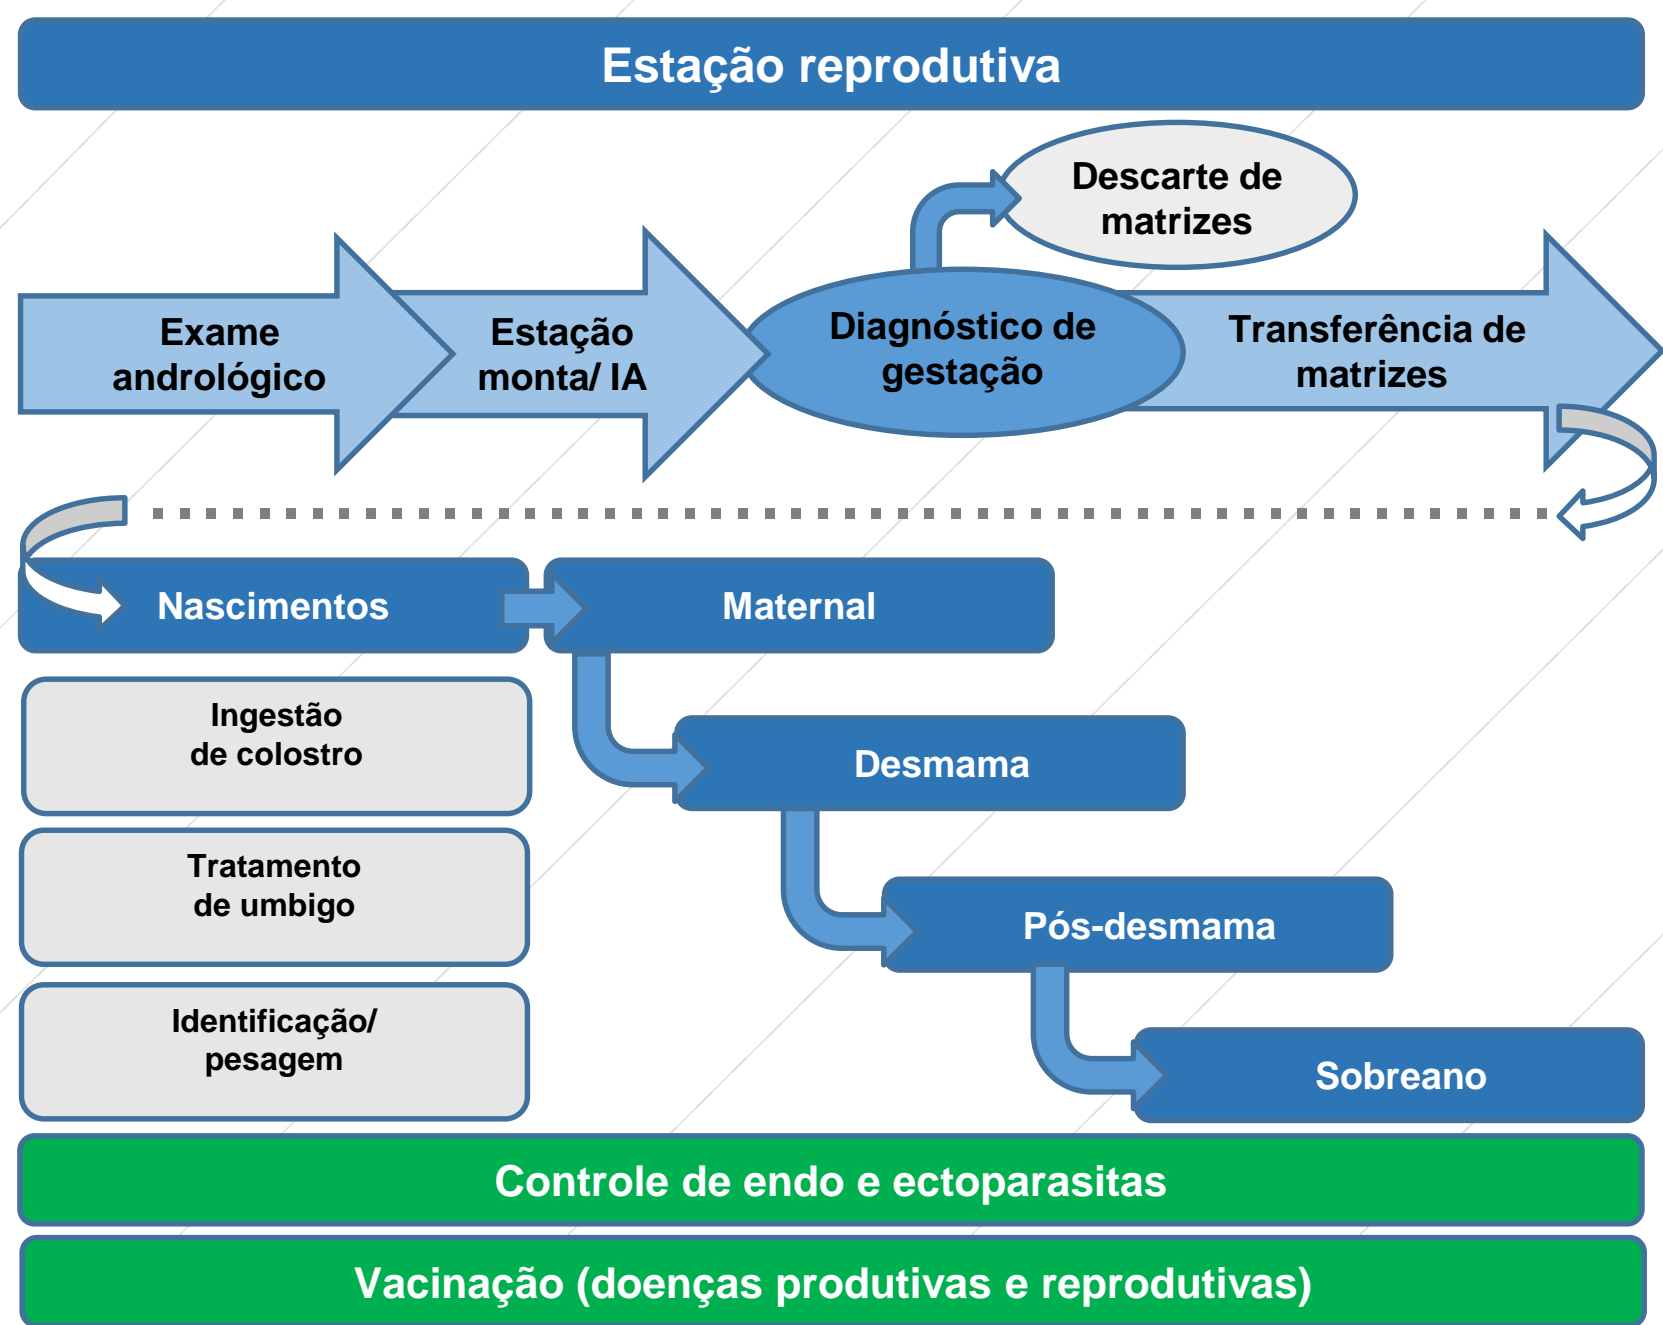 Estação reprodutiva
Descarte de
matrizes
Exame
andrológico
Estação
monta/ IA
Diagnóstico de
gestação
Transferência de
matrizes
Nascimentos
Maternal
Ingestão
de colostro
Desmama
Tratamento
de umbigo
Pós-desmama
Identificação/
pesagem
Sobreano
Controle de endo e ectoparasitas
Vacinação (doenças produtivas e reprodutivas)